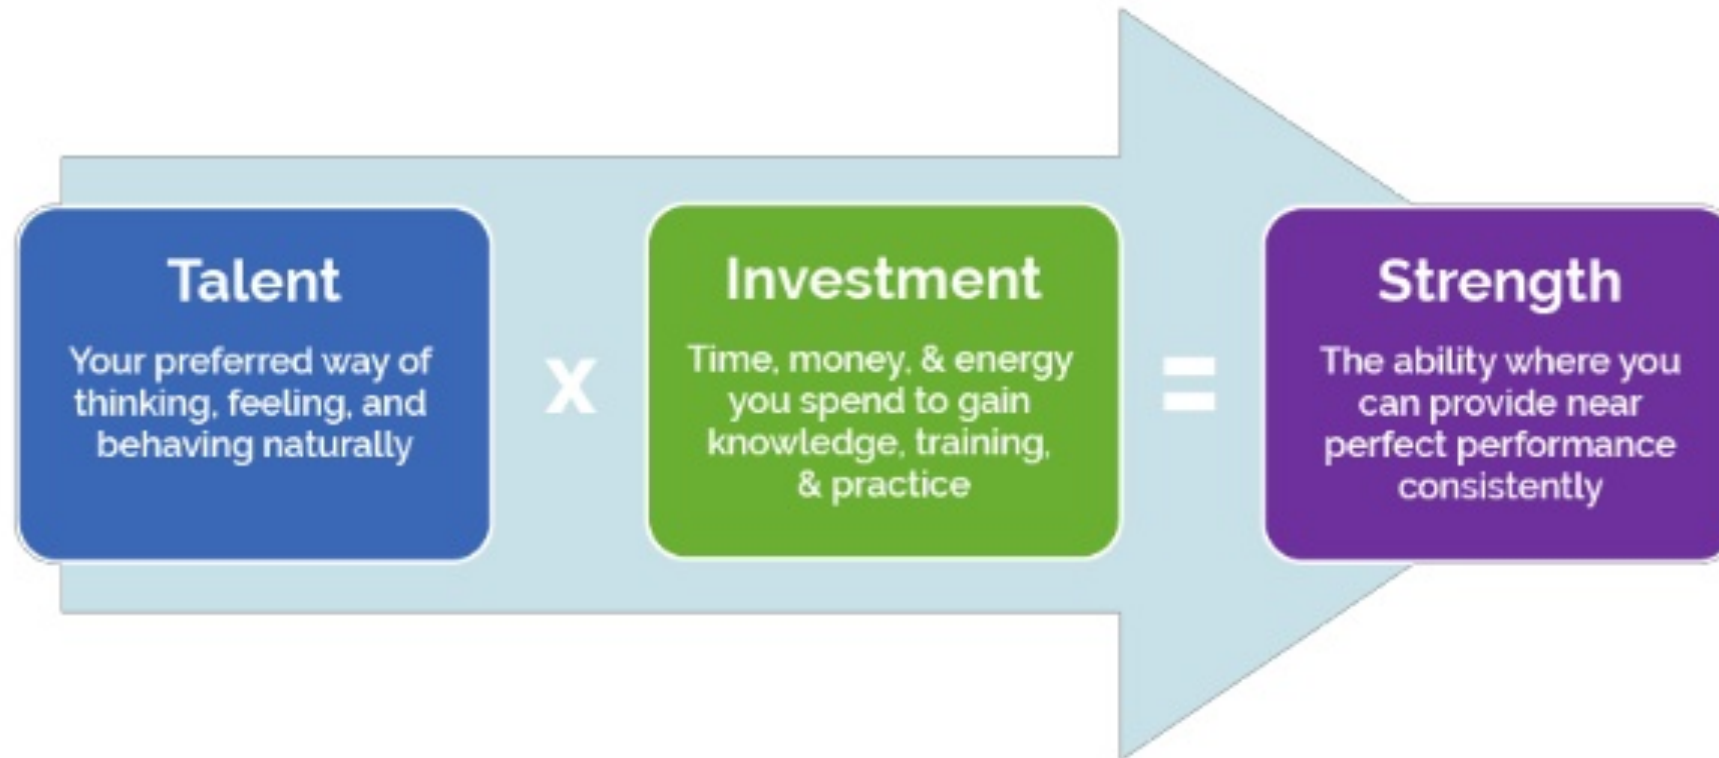 Talent
Your preferred way of
thinking, feeling, and
behaving naturally
x
Investment
Time, money, & energy
you spend to gain
knowledge, training,
& practice
=
Strength
The ability where you
can provide near
perfect performance
consistently